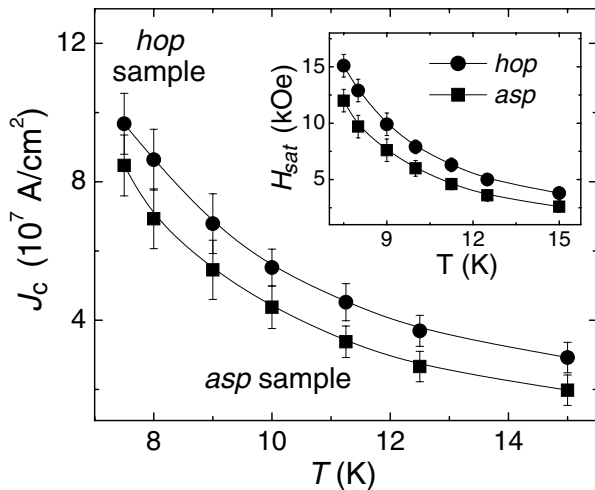 12
8
4
J_c (10^7 A/cm^2)
hop
sample
asp sample
8
10
12
14
T (K)
15
10
5
H_sat (kOe)
hop
asp
9
12
15
T (K)